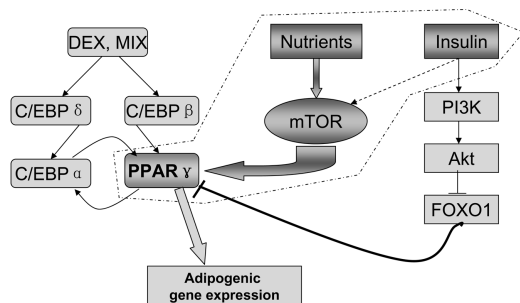 DEX, MIX
Nutrients
Insulin
C/EBP δ
C/EBP β
mTOR
PI3K
C/EBP α
PPAR γ
Akt
FOXO1
Adipogenic
gene expression